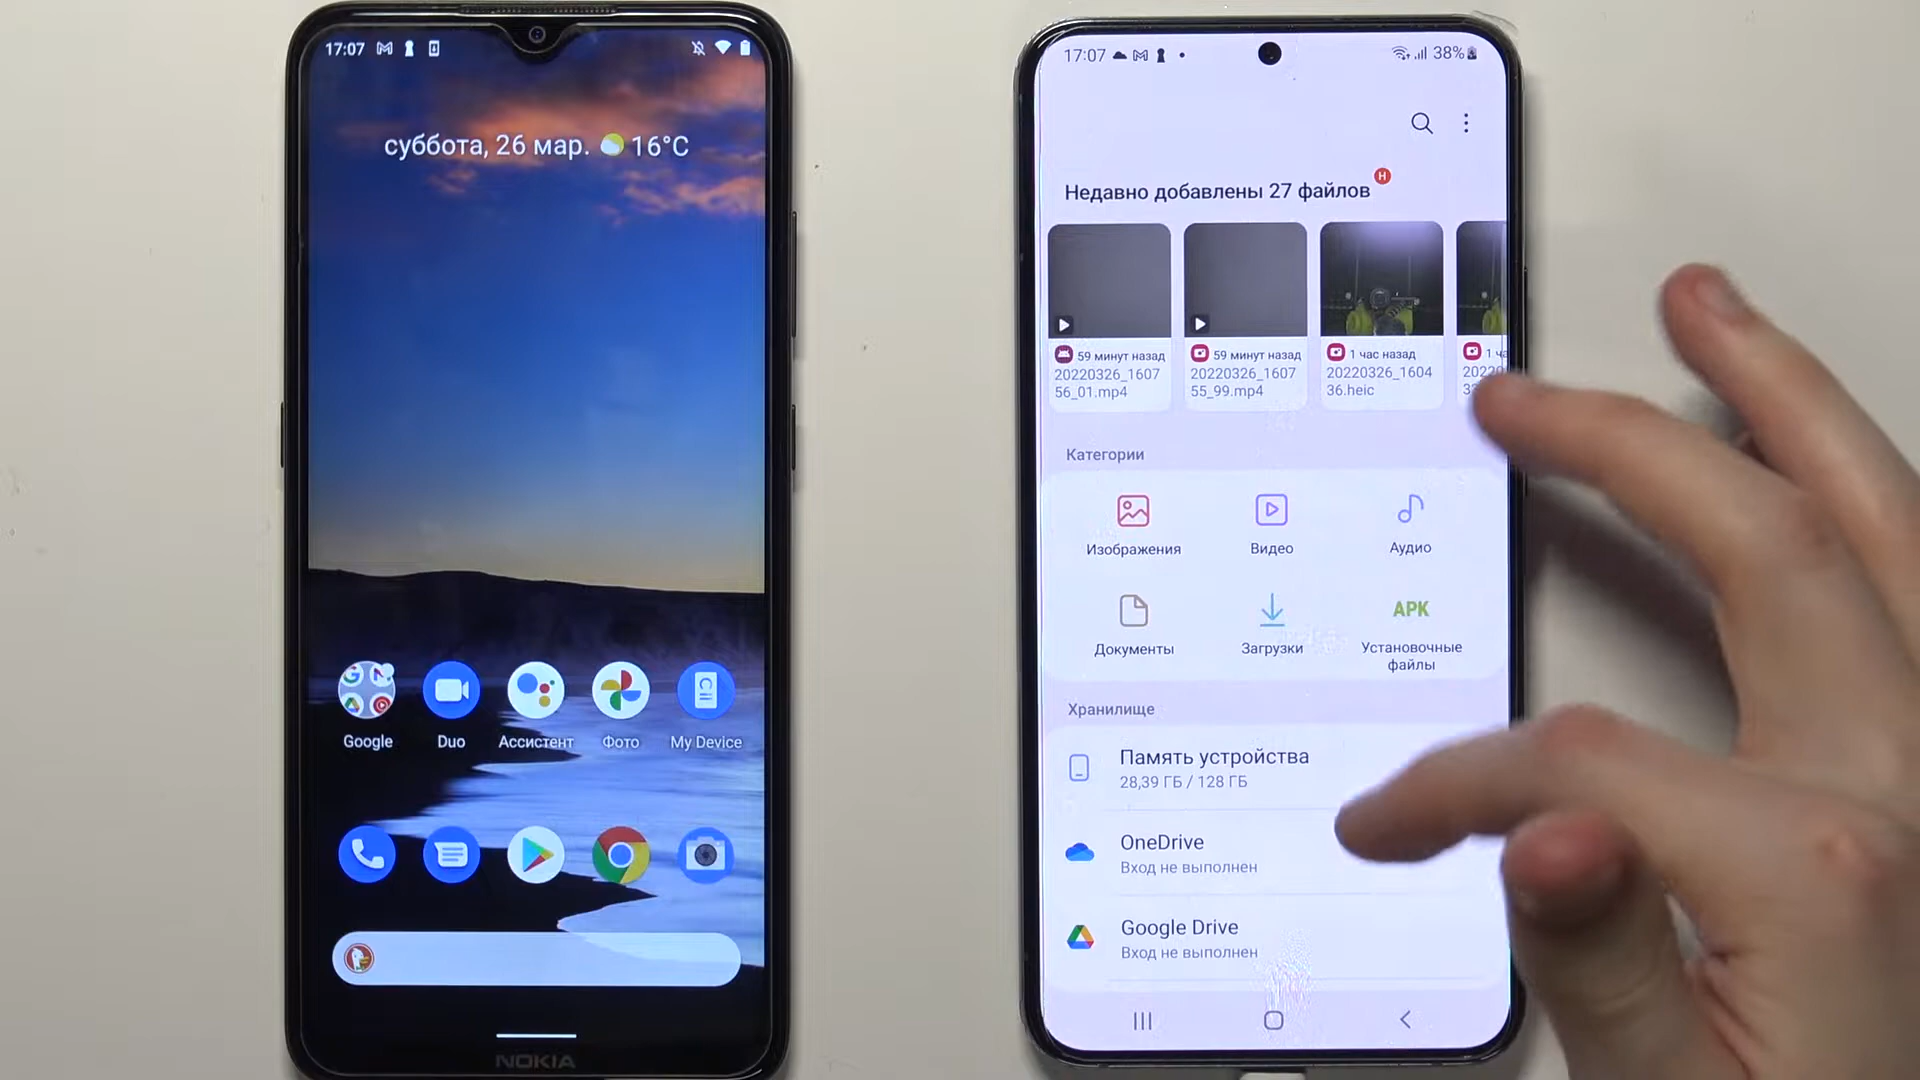 17:07
суббота, 26 мар. 16°C
Google
Duo
Ассистент
Фото
My Device
NOKIA
17:07
38%
Недавно добавлены 27 файлов
Н
59 минут назад
20220326_1607
56_01.mp4
59 минут назад
20220326_1607
55_99.mp4
1 час назад
20220326_1604
36.heic
Категории
Изображения
Видео
Аудио
Документы
Загрузки
APK
Установочные
файлы
Хранилище
Память устройства
28,39 ГБ / 128 ГБ
OneDrive
Вход не выполнен
Google Drive
Вход не выполнен